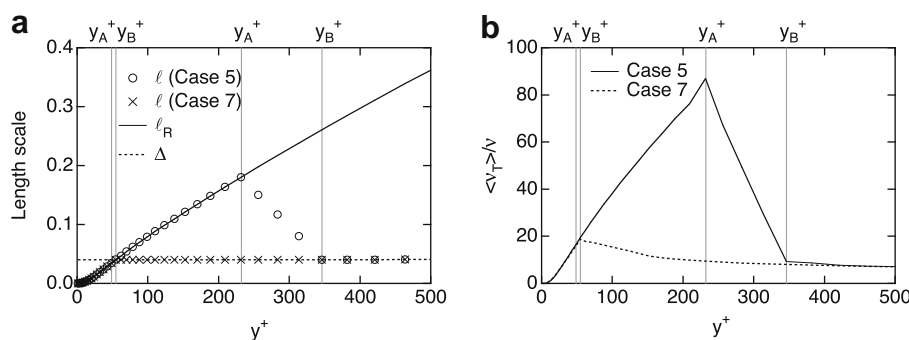 a
y_A^+ y_B^+ y_A^+ y_B^+
0.4
0.3
0.2
0.1
0.0
Length scale
ℓ (Case 5)
ℓ (Case 7)
ℓ_R
Δ
0 100 200 300 400 500
y^+
b
y_A^+ y_B^+ y_A^+ y_B^+
100
80
60
40
20
0
<ν_T>/ν
Case 5
Case 7
0 100 200 300 400 500
y^+